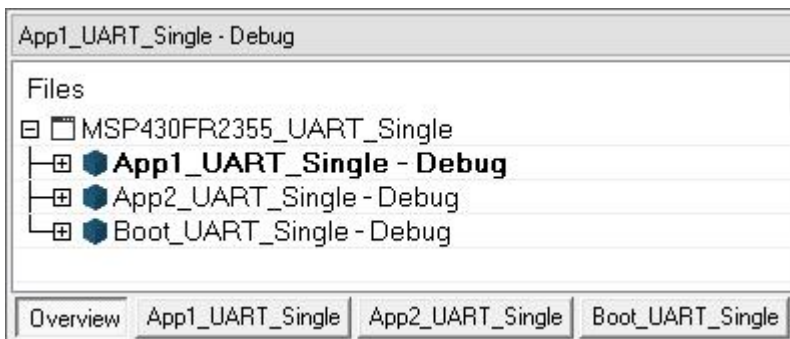 App1_UART_Single - Debug
Files
MSP430FR2355_UART_Single
App1_UART_Single - Debug
App2_UART_Single - Debug
Boot_UART_Single - Debug
Overview App1_UART_Single App2_UART_Single Boot_UART_Single